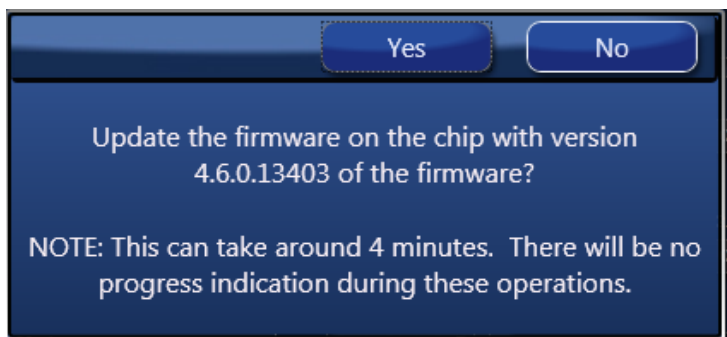 Yes No
Update the firmware on the chip with version
4.6.0.13403 of the firmware?
NOTE: This can take around 4 minutes.  There will be no
progress indication during these operations.